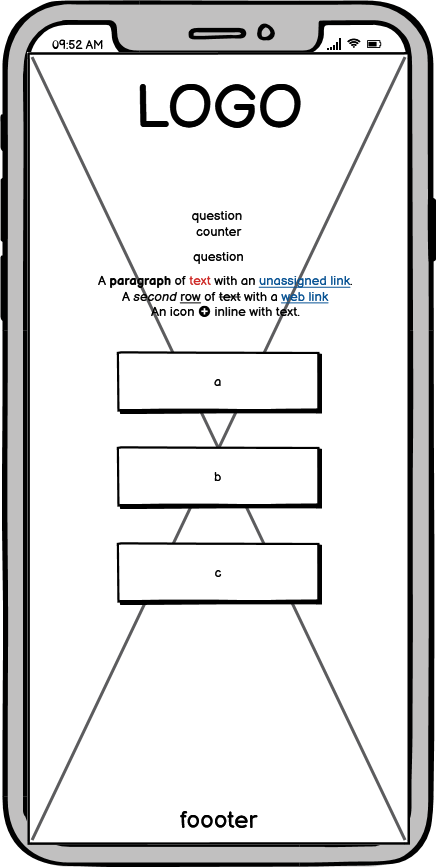 09:52 AM
LOGO
question
counter
question
A paragraph of text with an unassigned link.
A second row of text with a web link
An icon inline with text.
a
b
c
foooter